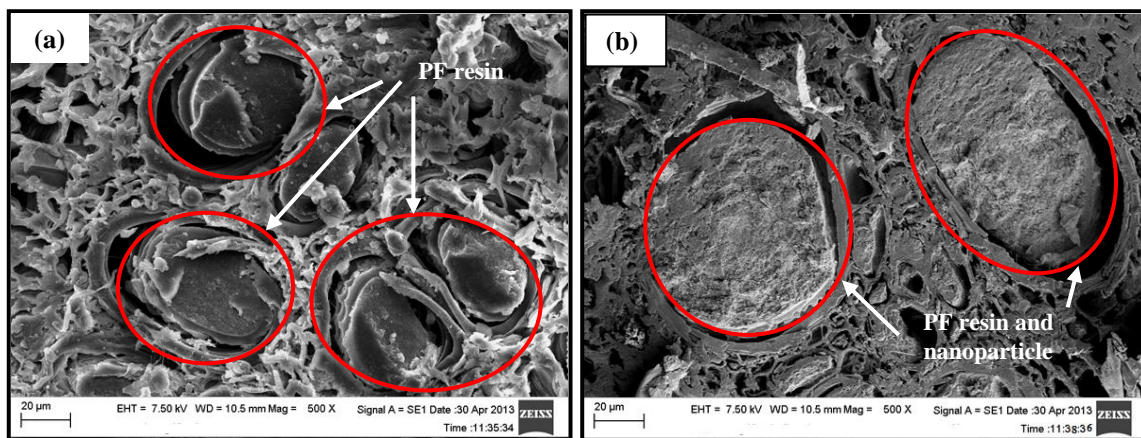 (a)
PF resin
20 µm
EHT = 7.50 kV WD = 10.5 mm Mag = 500 X Signal A = SE1 Date :30 Apr 2013
Time :11:35:34
ZEISS
(b)
PF resin and
nanoparticle
20 µm
EHT = 7.50 kV WD = 10.5 mm Mag = 500 X Signal A = SE1 Date :30 Apr 2013
Time :11:38:36
ZEISS